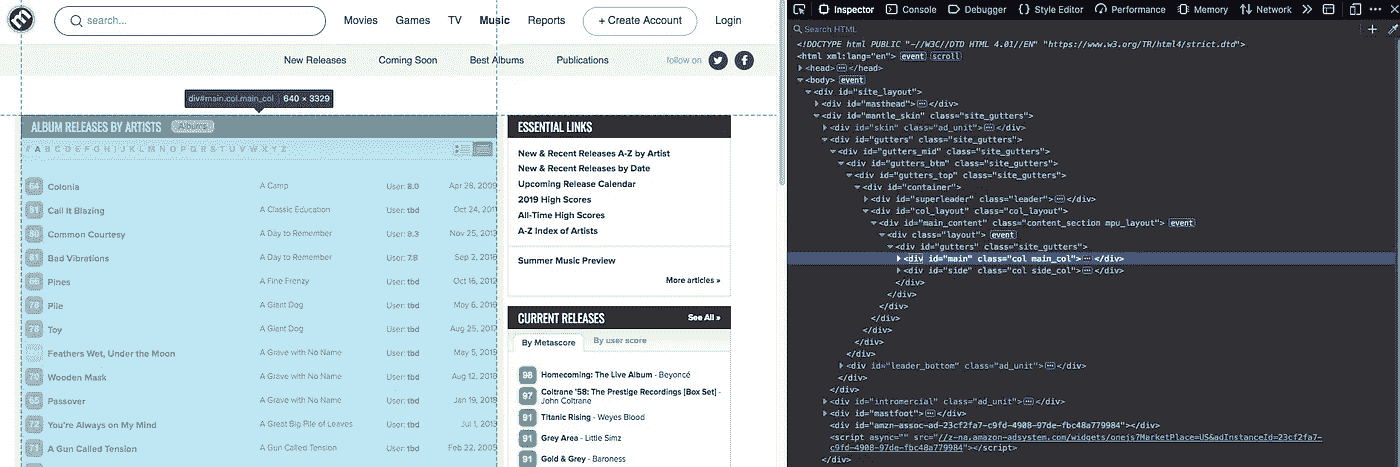 search...
Movies Games TV Music Reports + Create Account Login
New Releases Coming Soon Best Albums Publications follow on
div#main.col.main_col | 640 × 3329
ALBUM RELEASES BY ARTISTS Albums
# A B C D E F G H I J K L M N O P Q R S T U V W X Y Z
64 Colonia A Camp User: 8.0 Apr 28, 2009
81 Call It Blazing A Classic Education User: tbd Oct 24, 201
80 Common Courtesy A Day to Remember User: 8.3 Nov 25, 201
81 Bad Vibrations A Day to Remember User: 7.8 Sep 2, 201
66 Pines A Fine Frenzy User: tbd Oct 16, 201
78 Pile A Giant Dog User: tbd May 6, 201
78 Toy A Giant Dog User: tbd Aug 25, 201
Feathers Wet, Under the Moon A Grave with No Name User: tbd May 5, 201
70 Wooden Mask A Grave with No Name User: tbd Aug 12, 201
65 Passover A Grave with No Name User: tbd Jan 19, 201
72 You're Always on My Mind A Great Big Pile of Leaves User: tbd Jul 1, 201
71 A Gun Called Tension A Gun Called Tension User: tbd Feb 22, 2005
ESSENTIAL LINKS
New & Recent Releases A-Z by Artist
New & Recent Releases by Date
Upcoming Release Calendar
2019 High Scores
All-Time High Scores
A-Z Index of Artists
Summer Music Preview
More articles »
CURRENT RELEASES See All »
By Metascore By user score
98 Homecoming: The Live Album - Beyoncé
97 Coltrane '58: The Prestige Recordings [Box Set] -
John Coltrane
91 Titanic Rising - Weyes Blood
91 Grey Area - Little Simz
91 Gold & Grey - Baroness
Inspector Console Debugger Style Editor Performance Memory Network
Search HTML
<!DOCTYPE html PUBLIC "-//W3C//DTD HTML 4.01//EN" "https://www.w3.org/TR/html4/strict.dtd">
<html xml:lang="en"> event scroll
<head> </head>
<body> event
<div id="site_layout">
<div id="masthead"> </div>
<div id="mantle_skin" class="site_gutters">
<div id="skin" class="ad_unit"> </div>
<div id="gutters" class="site_gutters">
<div id="gutters_mid" class="site_gutters">
<div id="gutters_btm" class="site_gutters">
<div id="gutters_top" class="site_gutters">
<div id="container">
<div id="superleader" class="leader"> </div>
<div id="col_layout" class="col_layout">
<div id="main_content" class="content_section mpu_layout"> event
<div class="layout"> event
<div id="gutters" class="site_gutters">
<div id="main" class="col main_col"> </div>
<div id="side" class="col side_col"> </div>
</div>
</div>
</div>
</div>
</div>
</div>
<div id="leader_bottom" class="ad_unit"> </div>
</div>
<div id="intromercial" class="ad_unit"> </div>
<div id="mastfoot"> </div>
<div id="amzn-assoc-ad-23cf2fa7-c9fd-4908-97de-fbc48a779984"></div>
<script async="" src="//z-na.amazon-adsystem.com/widgets/onejs?MarketPlace=US&adInstanceId=23cf2fa7-
c9fd-4908-97de-fbc48a779984"></script>
</div>